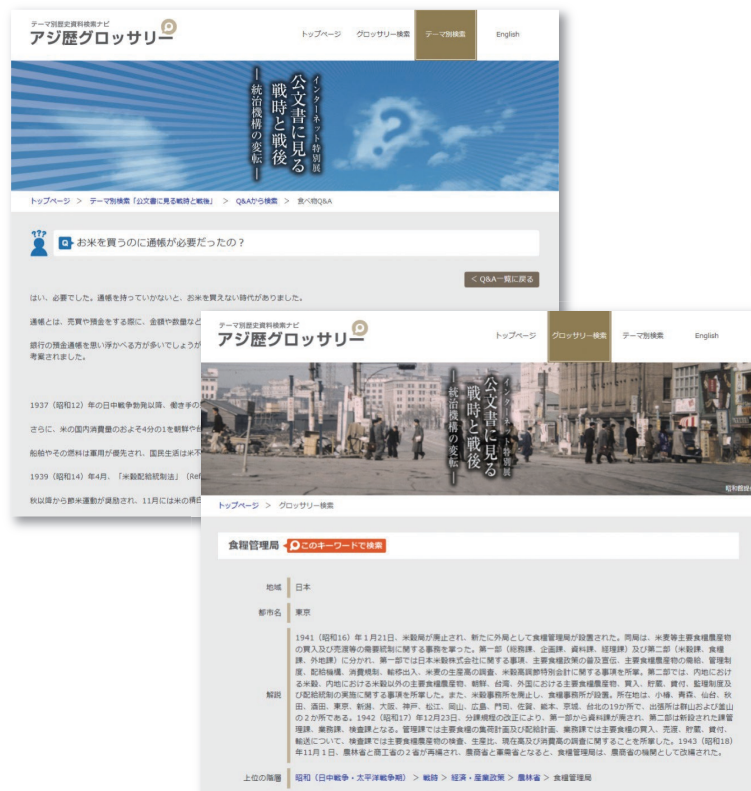 テーマ別歴史資料検索ナビ
アジ歴グロッサリー
トップページ グロッサリー検索 テーマ別検索 English
インターネット特別展
公文書に見る
戦時と戦後
―統治機構の変転―
トップページ > テーマ別検索「公文書に見る戦時と戦後」 > Q&Aから検索 > 食べ物Q&A
???
Q お米を買うのに通帳が必要だったの？
< Q&A一覧に戻る
はい、必要でした。通帳を持っていかないと、お米を買えない時代がありました。
通帳とは、売買や預金をする際に、金額や数量など
銀行の預金通帳を思い浮かべる方が多いでしょうが
考案されました。
1937（昭和12）年の日中戦争勃発以降、働き手の
さらに、米の国内消費量のおよそ4分の1を朝鮮や台
船舶やその燃料は軍用が優先され、国民生活は米不
1939（昭和14）年4月、「米穀配給統制法」（Ref
秋以降から節米運動が奨励され、11月には米の搗
テーマ別歴史資料検索ナビ
アジ歴グロッサリー
トップページ グロッサリー検索 テーマ別検索 English
インターネット特別展
公文書に見る
戦時と戦後
―統治機構の変転―
昭和館提供
トップページ > グロッサリー検索
食糧管理局 このキーワードで検索
地域 日本
都市名 東京
解説
1941（昭和16）年1月21日、米穀局が廃止され、新たに外局として食糧管理局が設置された。同局は、米麦等主要食糧農産物
の買入及び売渡等の需要統制に関する事務を掌った。第一部（総務課、企画課、資料課、経理課）及び第二部（米穀課、食糧
課、外地課）に分かれ、第一部では日本米穀株式会社に関する事項、主要食糧政策の普及宣伝、主要食糧農産物の需給、管理制
度、配給機構、消費規制、輸移出入、米麦の生産高の調査、米穀高調節特別会計に関する事項を所掌。第二部では、内地におけ
る米穀、内地における米穀以外の主要食糧農産物、朝鮮、台湾、外国における主要食糧農産物、買入、貯蔵、貸付、監理制度及
び配給統制の実施に関する事項を所掌した。また、米穀事務所を廃止し、食糧事務所が設置。所在地は、小樽、青森、仙台、秋
田、酒田、東京、新潟、大阪、神戸、松江、岡山、広島、門司、佐賀、熊本、京城、台北の19か所で、出張所は群山および釜山
の2か所である。1942（昭和17）年12月23日、分課規程の改正により、第一部から資料課が廃され、第二部は新設された課管
理課、業務課、検査課となる。管理課では主要食糧の集荷計画及び配給計画、業務課では主要食糧の買入、売渡、貯蔵、貸付、
輸送について、検査課では主要食糧農産物の検査、生産比、現在高及び消費高の調査に関することを所掌した。1943（昭和18）
年11月1日、農林省と商工省の2省が再編され、農商省と軍需省となると、食糧管理局は、農商省の機関として改編された。
上位の階層 昭和（日中戦争・太平洋戦争期） > 戦時 > 経済・産業政策 > 農林省 > 食糧管理局